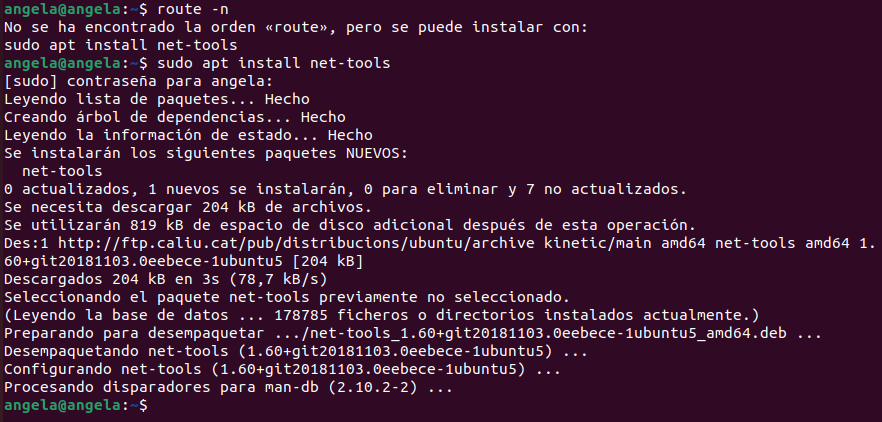 angela@angela:~$ route -n
No se ha encontrado la orden «route», pero se puede instalar con:
sudo apt install net-tools
angela@angela:~$ sudo apt install net-tools
[sudo] contraseña para angela:
Leyendo lista de paquetes... Hecho
Creando árbol de dependencias... Hecho
Leyendo la información de estado... Hecho
Se instalarán los siguientes paquetes NUEVOS:
  net-tools
0 actualizados, 1 nuevos se instalarán, 0 para eliminar y 7 no actualizados.
Se necesita descargar 204 kB de archivos.
Se utilizarán 819 kB de espacio de disco adicional después de esta operación.
Des:1 http://ftp.caliu.cat/pub/distribucions/ubuntu/archive kinetic/main amd64 net-tools amd64 1.
60+git20181103.0eebece-1ubuntu5 [204 kB]
Descargados 204 kB en 3s (78,7 kB/s)
Seleccionando el paquete net-tools previamente no seleccionado.
(Leyendo la base de datos ... 178785 ficheros o directorios instalados actualmente.)
Preparando para desempaquetar .../net-tools_1.60+git20181103.0eebece-1ubuntu5_amd64.deb ...
Desempaquetando net-tools (1.60+git20181103.0eebece-1ubuntu5) ...
Configurando net-tools (1.60+git20181103.0eebece-1ubuntu5) ...
Procesando disparadores para man-db (2.10.2-2) ...
angela@angela:~$